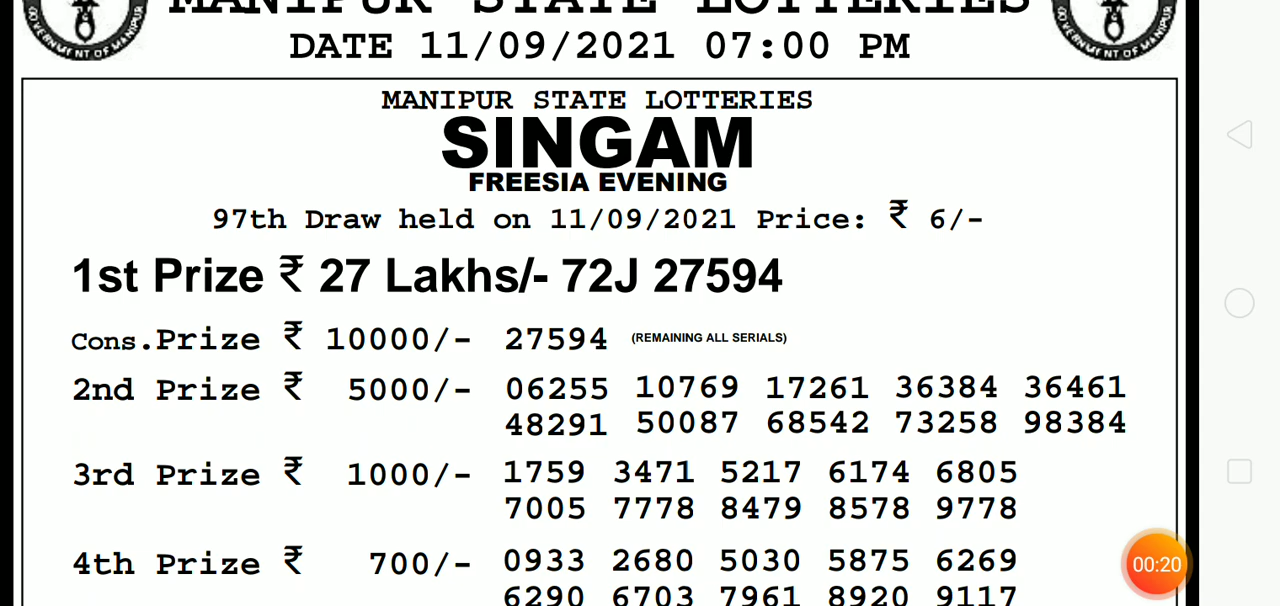 MANIPUR STATE LOTTERIES
DATE 11/09/2021 07:00 PM
MANIPUR STATE LOTTERIES
SINGAM
FREESIA EVENING
97th Draw held on 11/09/2021 Price: ₹ 6/-
1st Prize ₹ 27 Lakhs/- 72J 27594
Cons.Prize ₹ 10000/- 27594 (REMAINING ALL SERIALS)
2nd Prize ₹ 5000/- 06255 10769 17261 36384 36461
48291 50087 68542 73258 98384
3rd Prize ₹ 1000/- 1759 3471 5217 6174 6805
7005 7778 8479 8578 9778
4th Prize ₹ 700/- 0933 2680 5030 5875 6269
6290 6703 7961 8920 9117
00:20